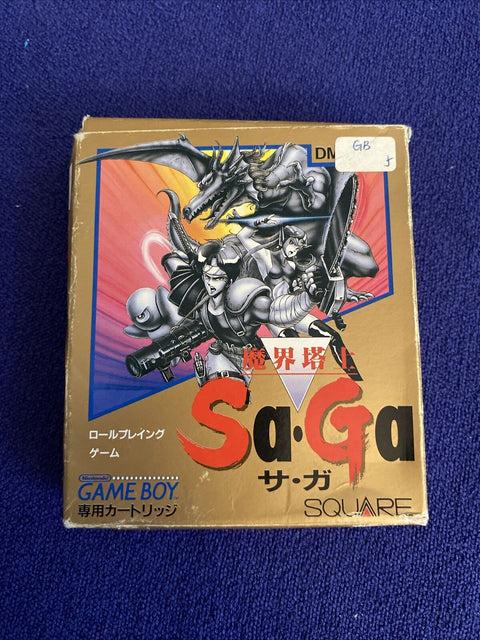 DM
GB
魔界塔士
Sa・Ga
サ・ガ
ロールプレイング
ゲーム
Nintendo
GAME BOY
専用カートリッジ
SQUARE